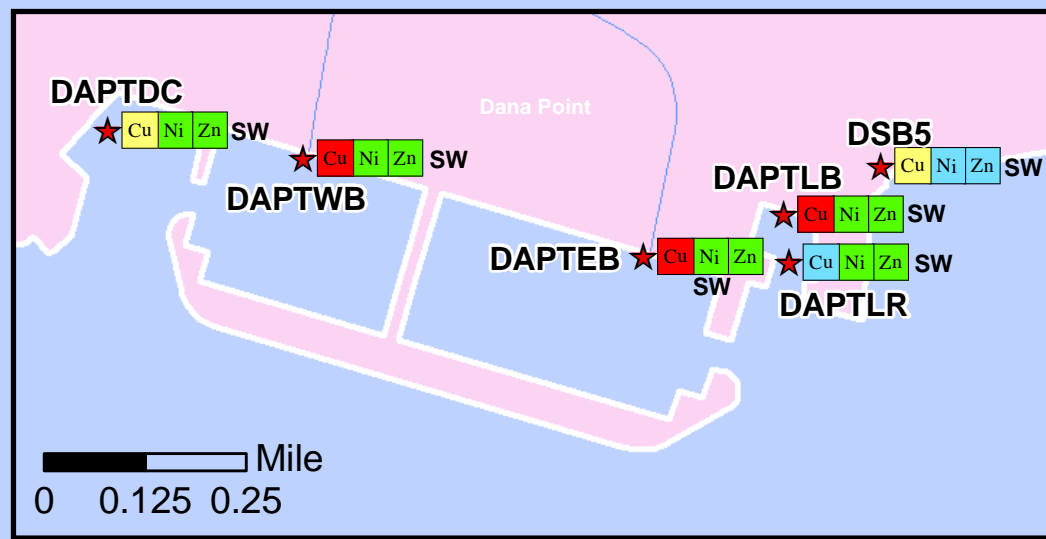 DAPTDC
Cu Ni Zn SW
Dana Point
DAPTWB
Cu Ni Zn SW
DSB5
Cu Ni Zn SW
DAPTLB
Cu Ni Zn SW
DAPTEB
Cu Ni Zn
SW
Cu Ni Zn SW
DAPTLR
Mile
0 0.125 0.25